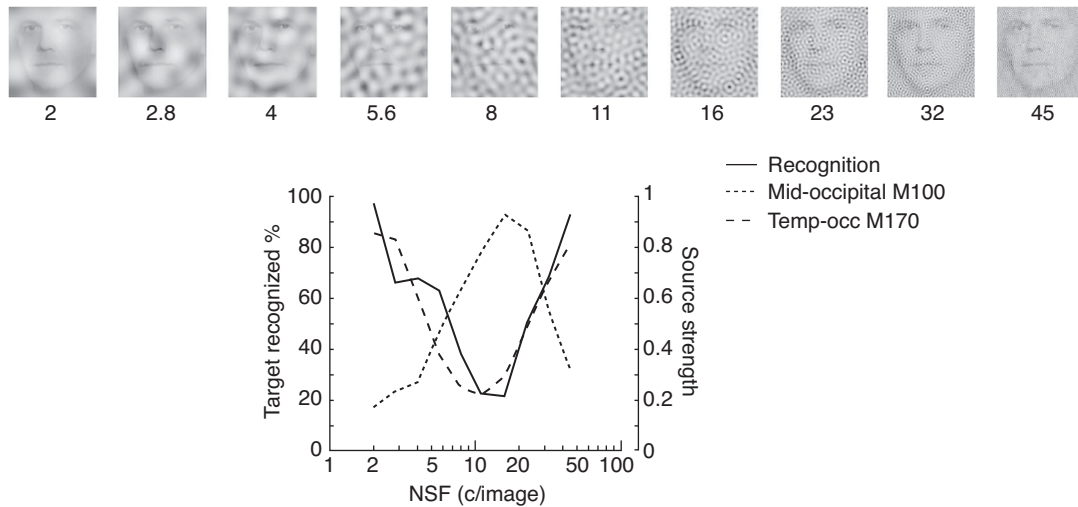 2 2.8 4 5.6 8 11 16 23 32 45
Recognition
Mid-occipital M100
Temp-occ M170
Target recognized %
100
80
60
40
20
0
1 2 5 10 20 50 100
NSF (c/image)
1
0.8
0.6
0.4
0.2
0
Source strength